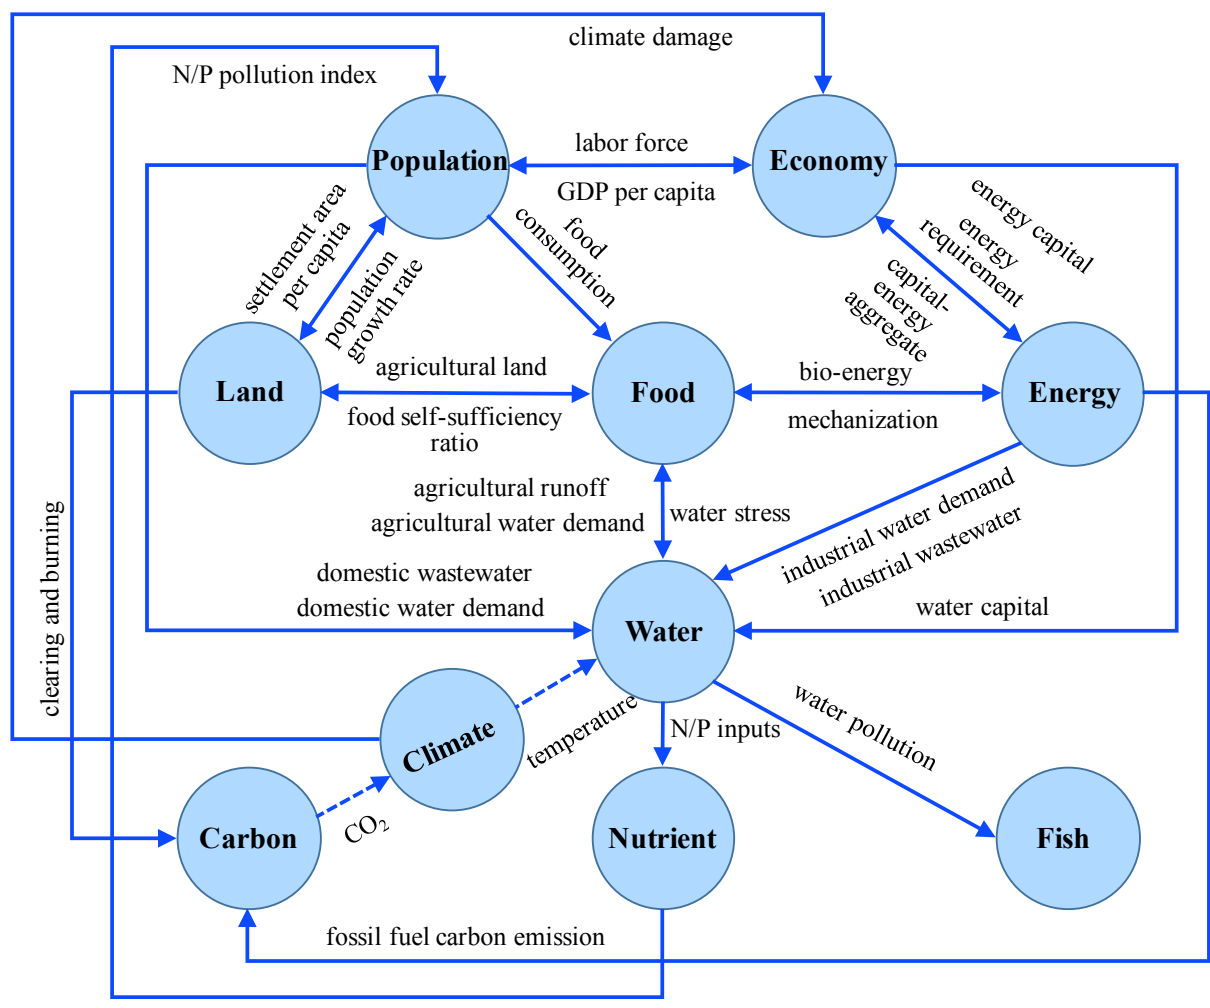 climate damage
N/P pollution index
Population
labor force
GDP per capita
Economy
energy capital
energy
requirement
capital-
energy
aggregate
settlement area
per capita
population
growth rate
food
consumption
Land
agricultural land
food self-sufficiency
ratio
Food
bio-energy
mechanization
Energy
agricultural runoff
agricultural water demand
water stress
industrial water demand
industrial wastewater
domestic wastewater
domestic water demand
Water
water capital
clearing and burning
Climate
temperature
N/P inputs
water pollution
Carbon
CO₂
Nutrient
Fish
fossil fuel carbon emission